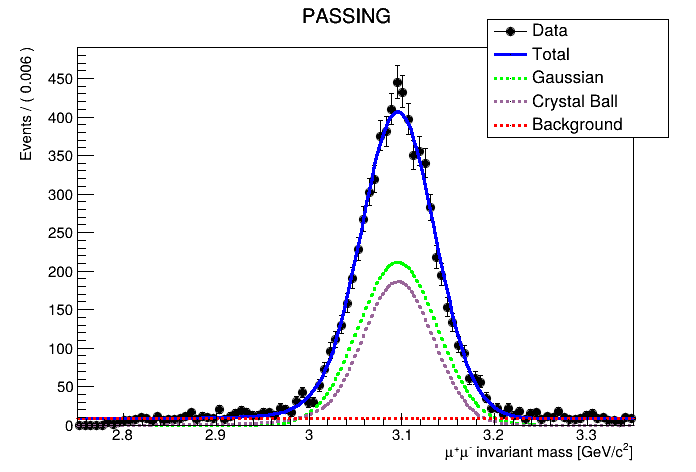 PASSING
Data
Total
Gaussian
Crystal Ball
Background
Events / ( 0.006 )
450
400
350
300
250
200
150
100
50
0
2.8 2.9 3 3.1 3.2 3.3
μ⁺μ⁻ invariant mass [GeV/c²]